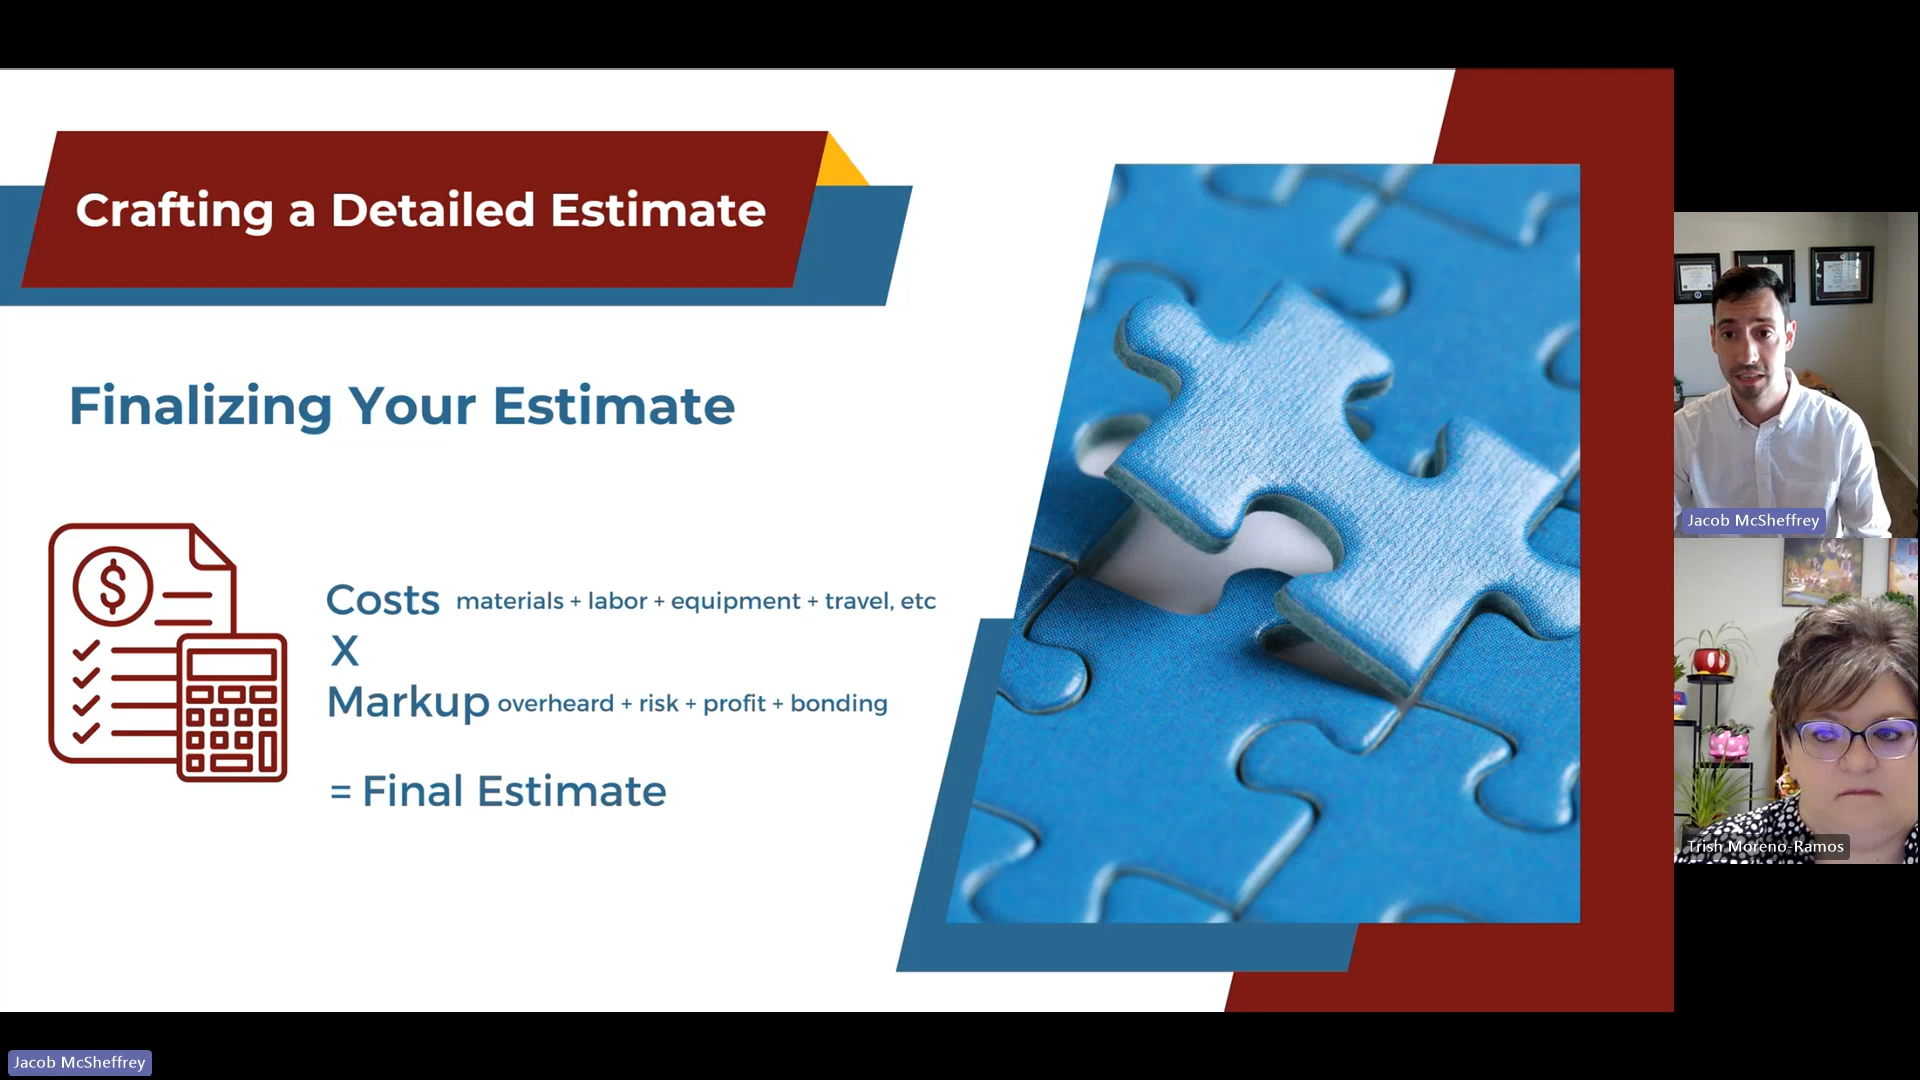 Crafting a Detailed Estimate
Finalizing Your Estimate
$
Costs materials + labor + equipment + travel, etc
X
Markup overheard + risk + profit + bonding
= Final Estimate
Jacob McSheffrey
Trish Moreno-Ramos
Jacob McSheffrey